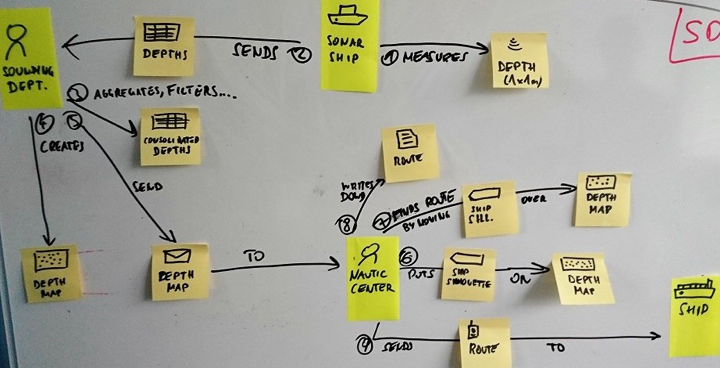 SO
SENDS
2
SONAR
SHIP
1 MEASURES
DEPTHS
DEPTH
(1x1m)
SOUNDING
DEPT.
3 AGGREGATES, FILTERS....
CONSOLIDATED
DEPTHS
4
5
CREATES
SEND
ROUTE
WRITES
DOWN
8
7 FINDS ROUTE
BY MOVING
SHIP
SILL.
OVER
DEPTH
MAP
DEPTH
MAP
DEPTH
MAP
TO
NAUTIC
CENTER
6
PUTS
SHIP
SILHOUETTE
ON
DEPTH
MAP
SHIP
9 SENDS
ROUTE
TO